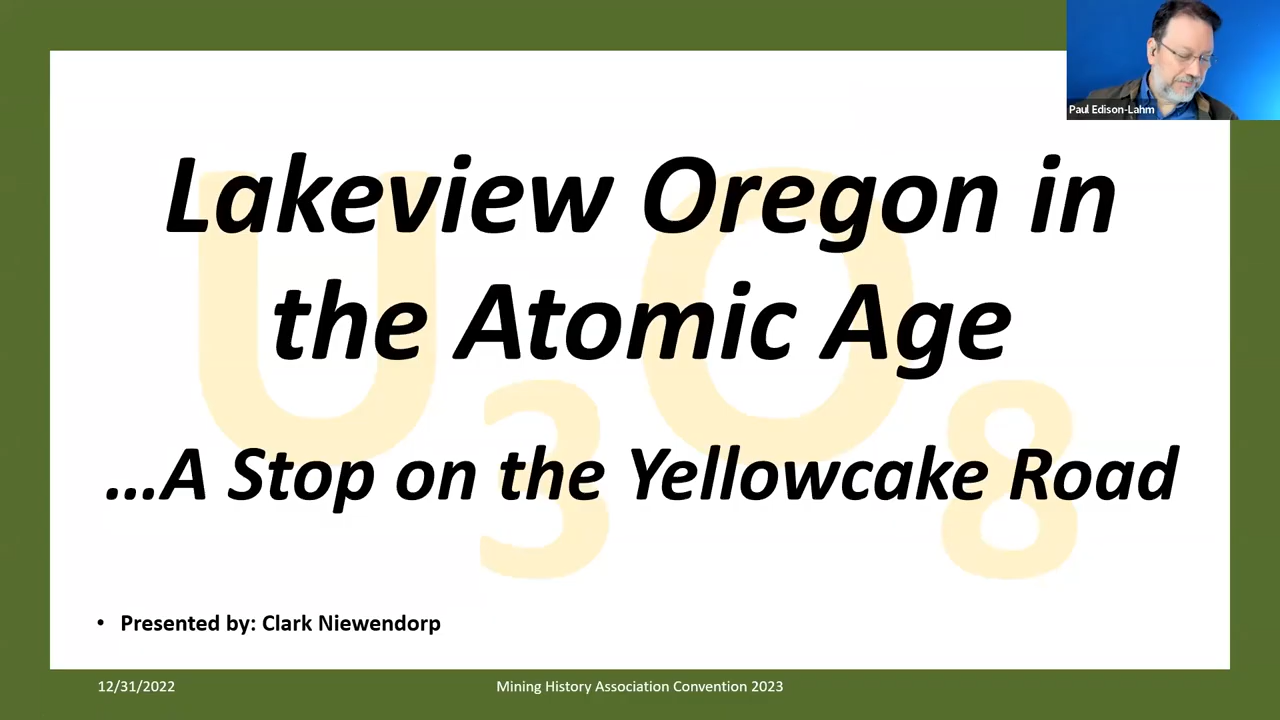 Paul Edison-Lahm
Lakeview Oregon in
the Atomic Age
U3O8
...A Stop on the Yellowcake Road
• Presented by: Clark Niewendorp
12/31/2022
Mining History Association Convention 2023